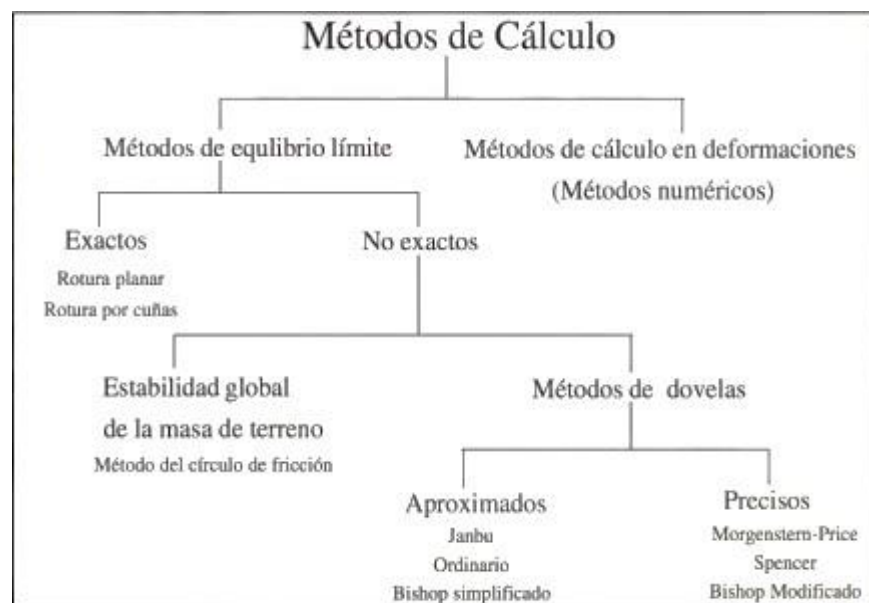 Métodos de Cálculo
Métodos de equlibrio límite
Métodos de cálculo en deformaciones
(Métodos numéricos)
Exactos
Rotura planar
Rotura por cuñas
No exactos
Estabilidad global
de la masa de terreno
Método del círculo de fricción
Métodos de dovelas
Aproximados
Janbu
Ordinario
Bishop simplificado
Precisos
Morgenstern-Price
Spencer
Bishop Modificado